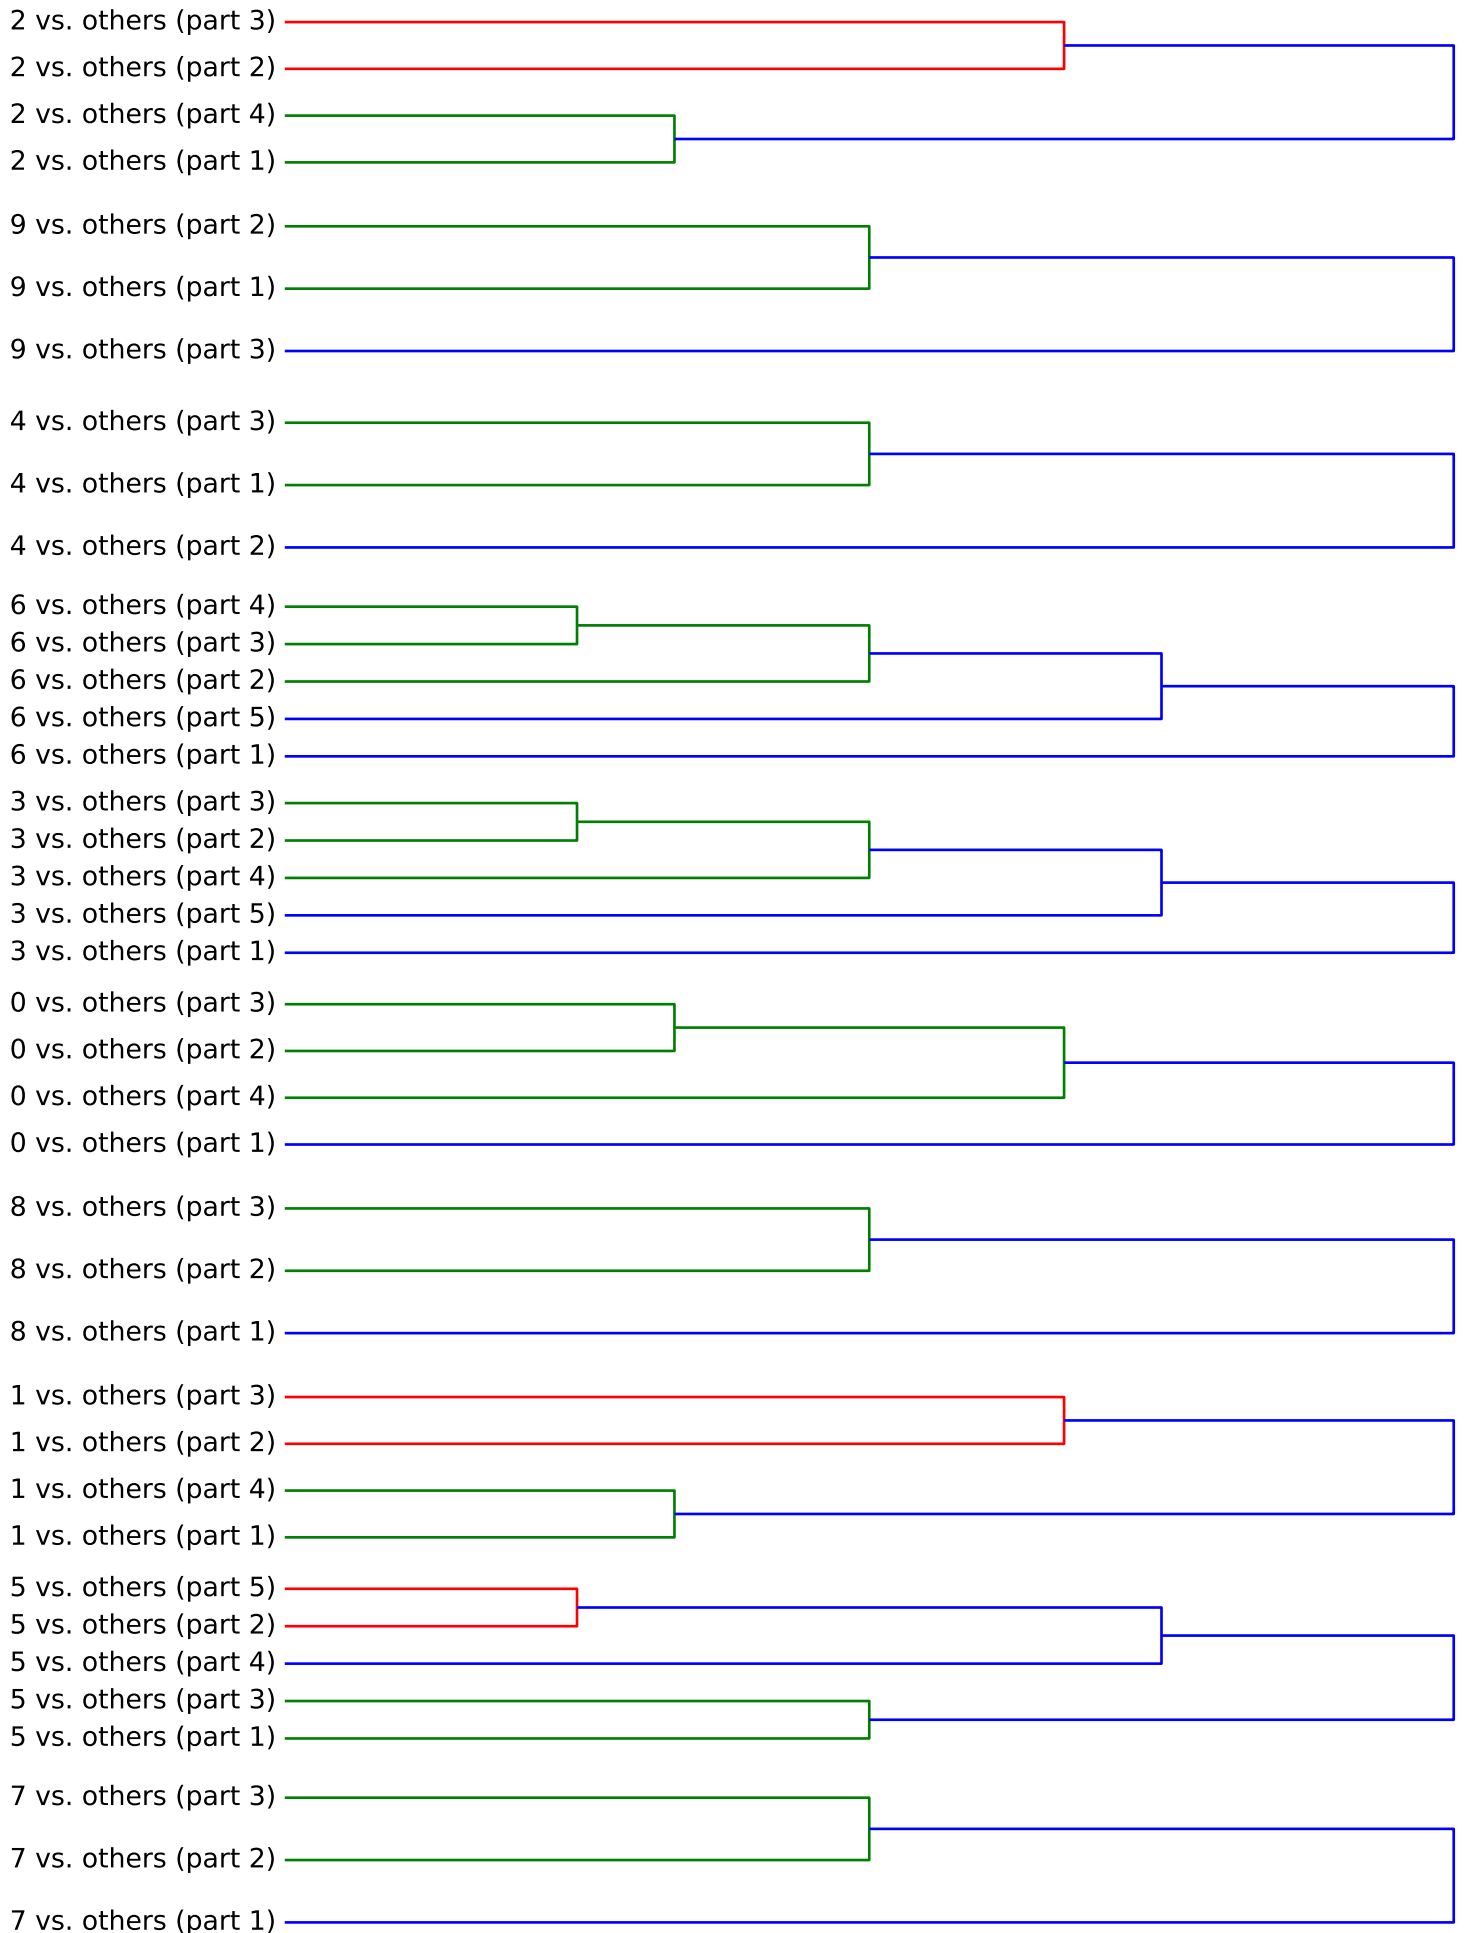 2 vs. others (part 3)
2 vs. others (part 2)
2 vs. others (part 4)
2 vs. others (part 1)
9 vs. others (part 2)
9 vs. others (part 1)
9 vs. others (part 3)
4 vs. others (part 3)
4 vs. others (part 1)
4 vs. others (part 2)
6 vs. others (part 4)
6 vs. others (part 3)
6 vs. others (part 2)
6 vs. others (part 5)
6 vs. others (part 1)
3 vs. others (part 3)
3 vs. others (part 2)
3 vs. others (part 4)
3 vs. others (part 5)
3 vs. others (part 1)
0 vs. others (part 3)
0 vs. others (part 2)
0 vs. others (part 4)
0 vs. others (part 1)
8 vs. others (part 3)
8 vs. others (part 2)
8 vs. others (part 1)
1 vs. others (part 3)
1 vs. others (part 2)
1 vs. others (part 4)
1 vs. others (part 1)
5 vs. others (part 5)
5 vs. others (part 2)
5 vs. others (part 4)
5 vs. others (part 3)
5 vs. others (part 1)
7 vs. others (part 3)
7 vs. others (part 2)
7 vs. others (part 1)